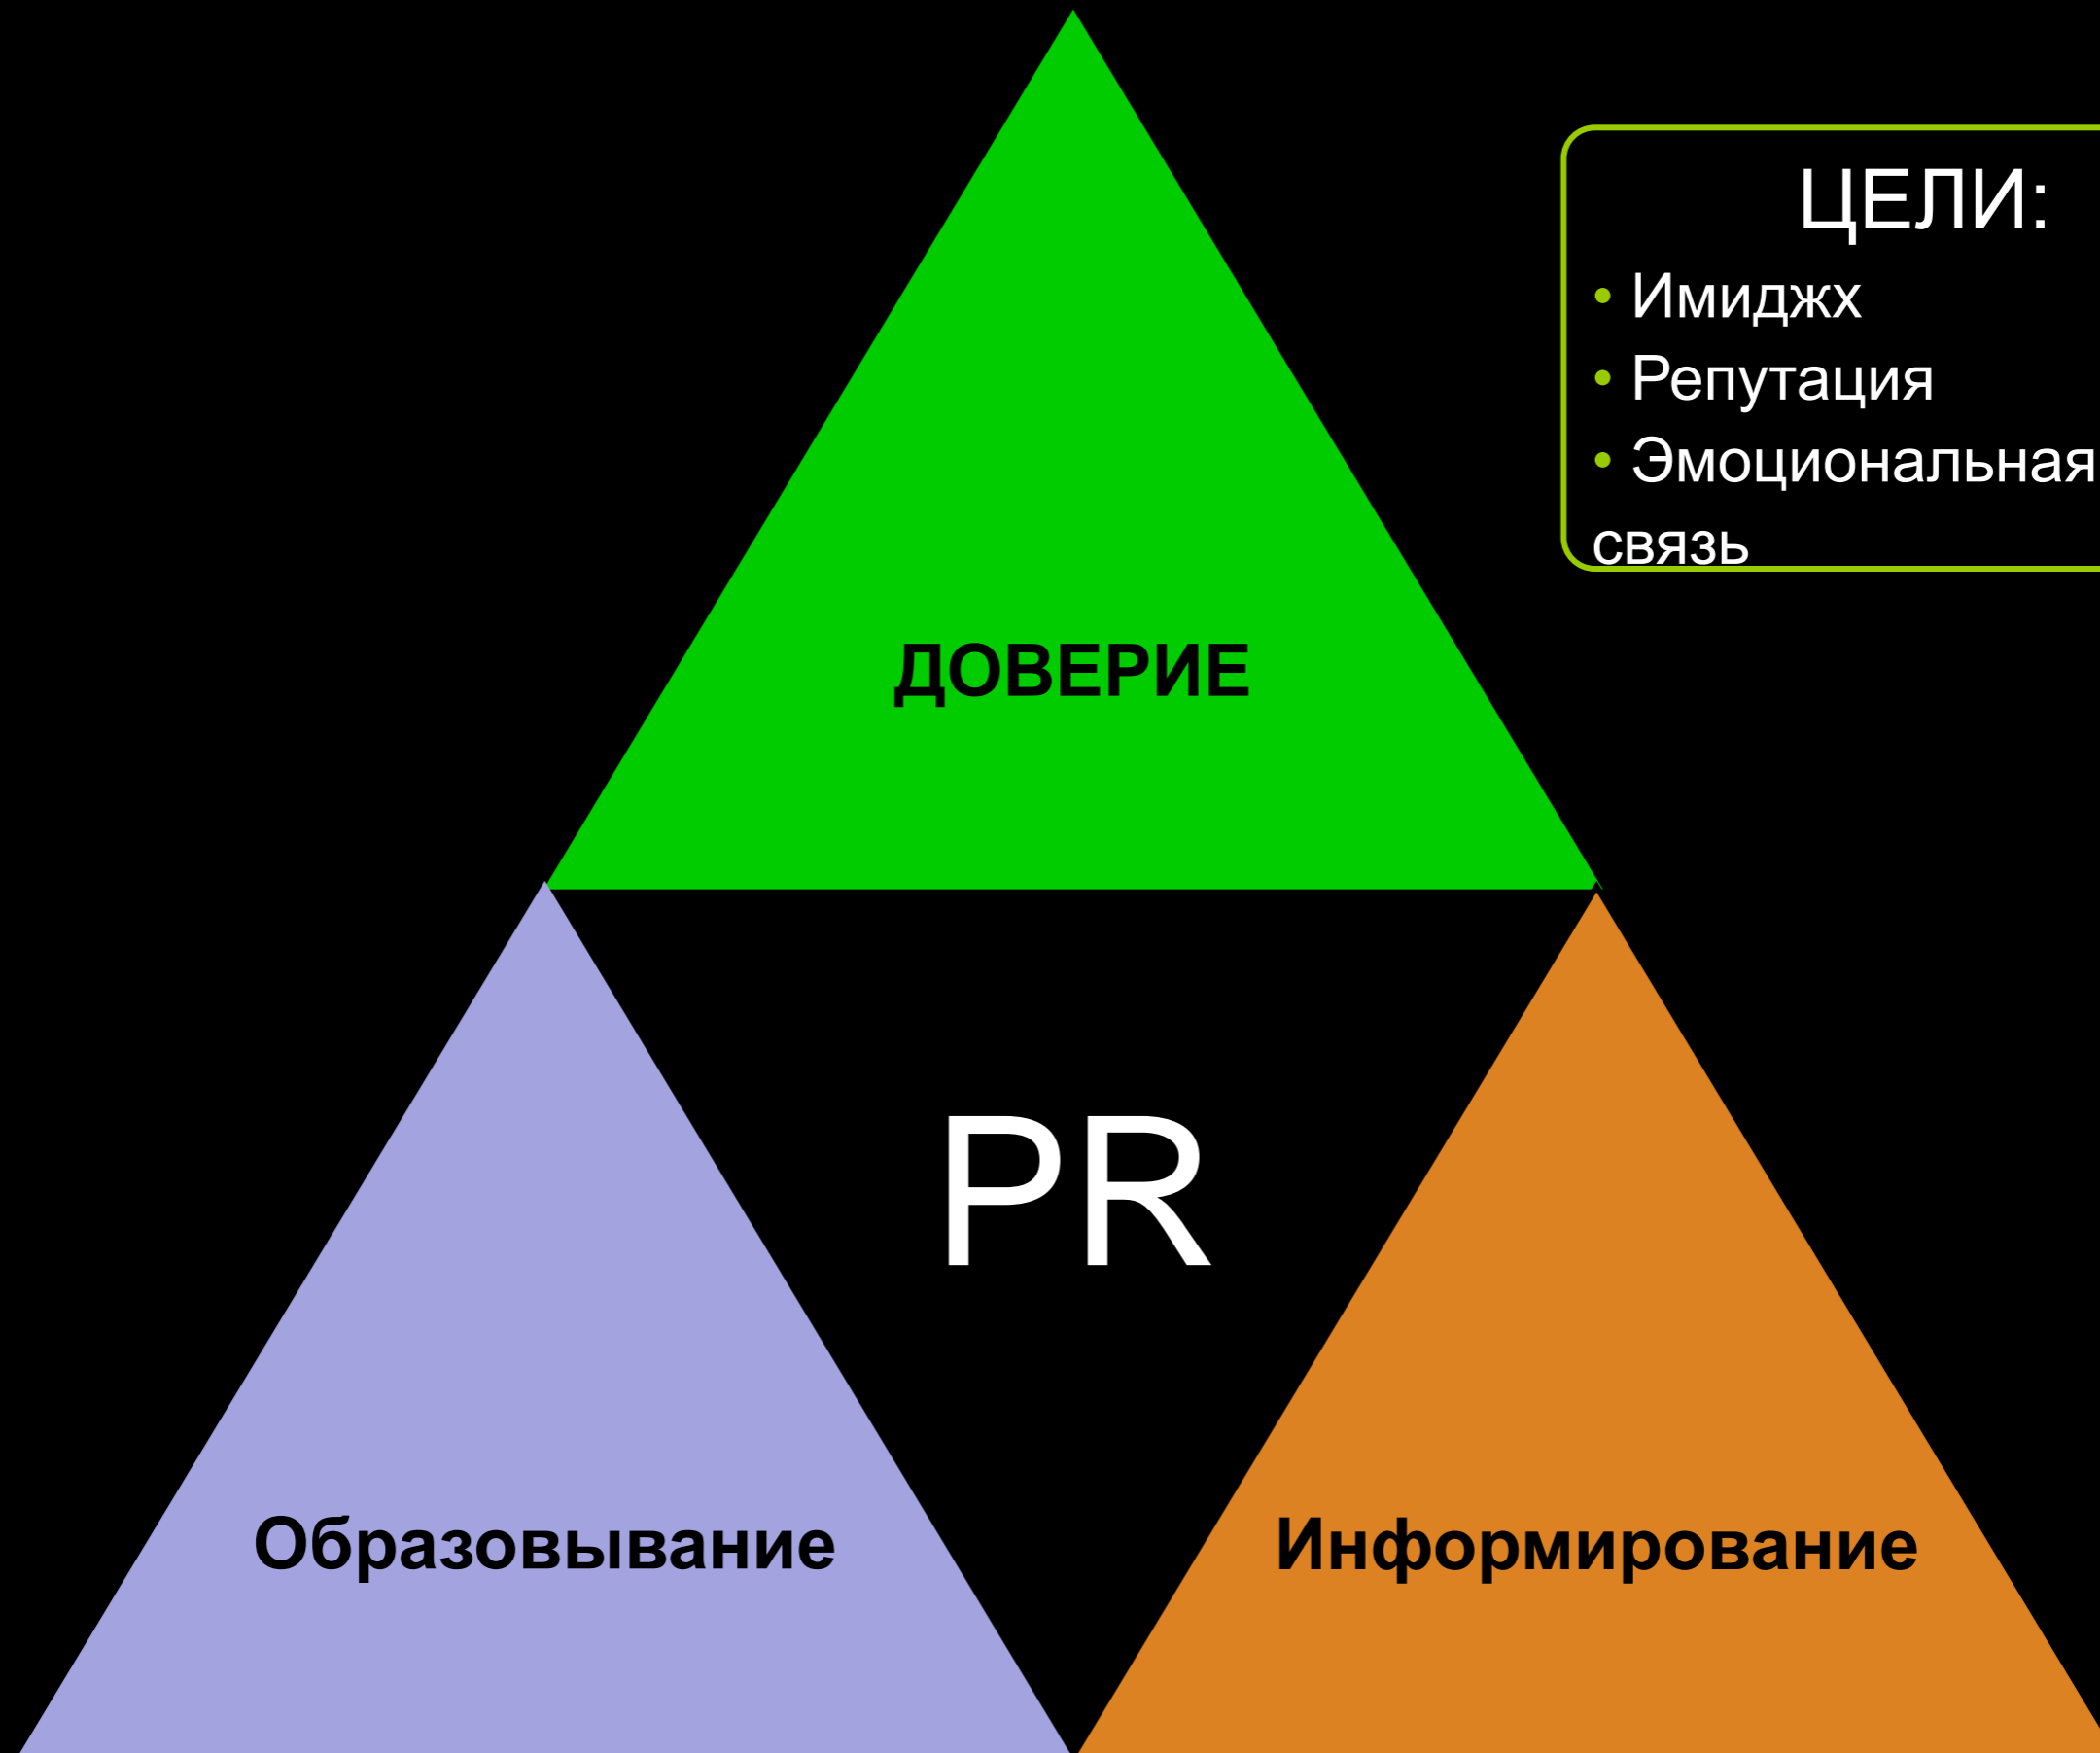 ЦЕЛИ:
• Имиджх
• Репутация
• Эмоциональная
связь
ДОВЕРИЕ
PR
Образовывание
Информирование